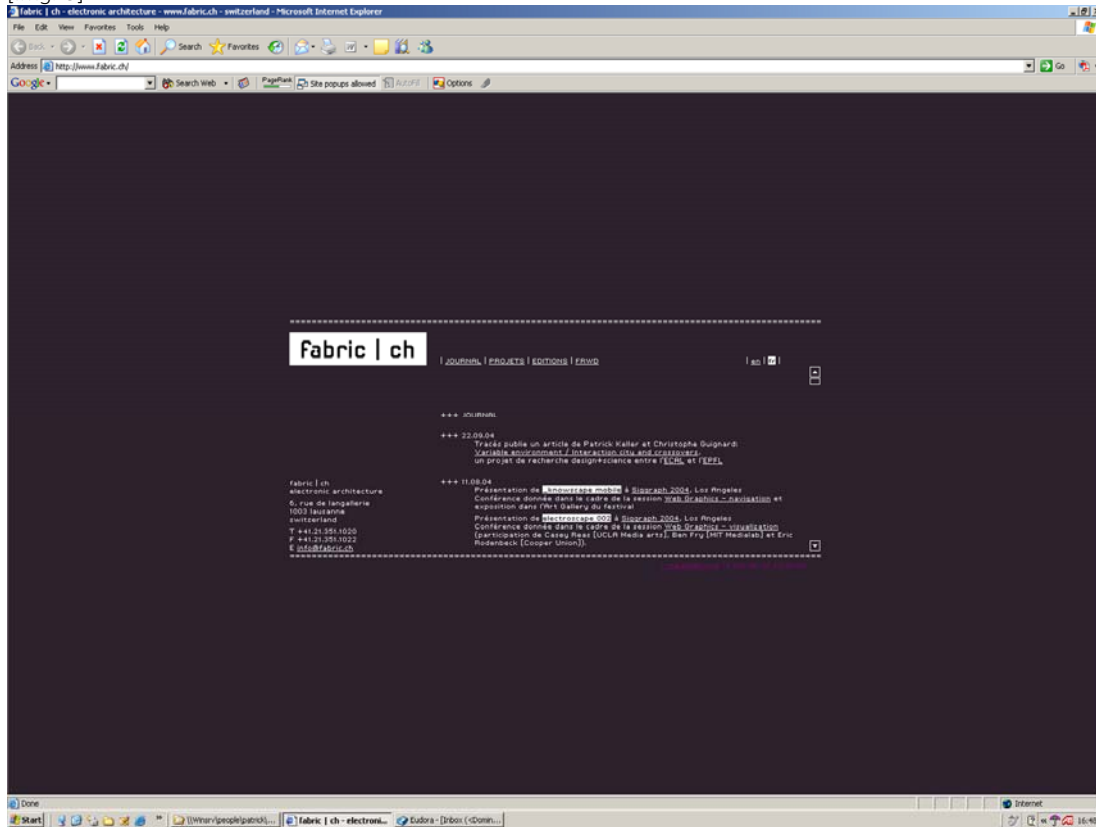 fabric | ch - electronic architecture - www.fabric.ch - switzerland - Microsoft Internet Explorer
File Edit View Favorites Tools Help
Back Search Favorites
Address http://www.fabric.ch/ Go
Google Search Web PageRank Site popups allowed AutoFill Options
fabric | ch
| JOURNAL | PROJETS | EDITIONS | FRWD
| en | fr |
+++ JOURNAL
+++ 22.09.04
Tracés publie un article de Patrick Keller et Christophe Guignard:
Variable environment / Interaction city and crossovers,
un projet de recherche design+science entre l'ECAL et l'EPFL
+++ 11.08.04
Présentation de _knowscape mobile à Siggraph 2004, Los Angeles
Conférence donnée dans le cadre de la session Web Graphics - navigation et
exposition dans l'Art Gallery du festival
Présentation de electroscape 002 à Siggraph 2004, Los Angeles
Conférence donnée dans le cadre de la session Web Graphics - visualization
(participation de Casey Reas [UCLA Media arts], Ben Fry [MIT Medialab] et Eric
Rodenbeck [Cooper Union]).
fabric | ch
electronic architecture
6, rue de langallerie
1003 lausanne
switzerland
T +41.21.351.1020
F +41.21.351.1022
E info@fabric.ch
Done Internet
Start \\Winsrv\people\patrick\... fabric | ch - electroni... Eudora - [Inbox (<Domin... 16:48